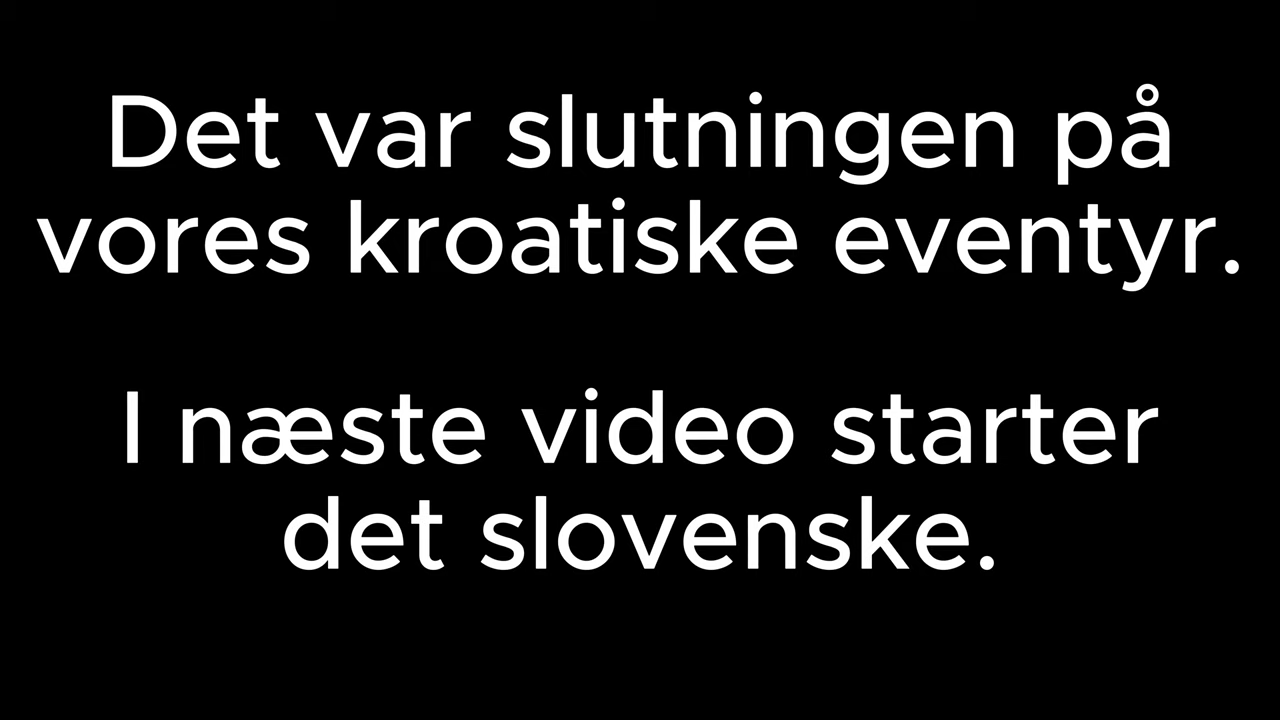 Det var slutningen på
vores kroatiske eventyr.
I næste video starter
det slovenske.